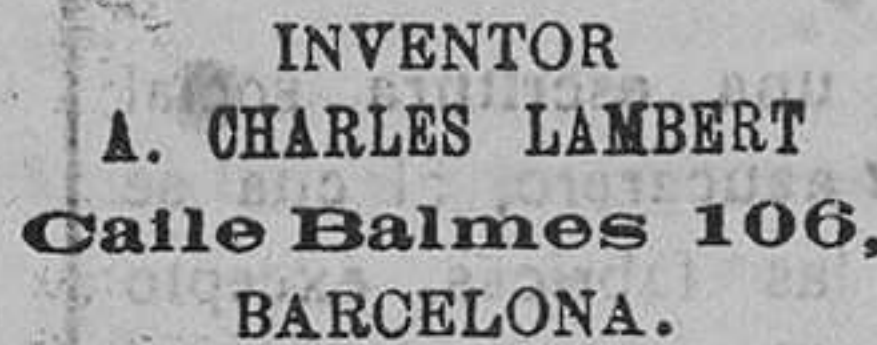 INVENTOR
A. CHARLES LAMBERT
Calle Balmes 106,
BARCELONA.